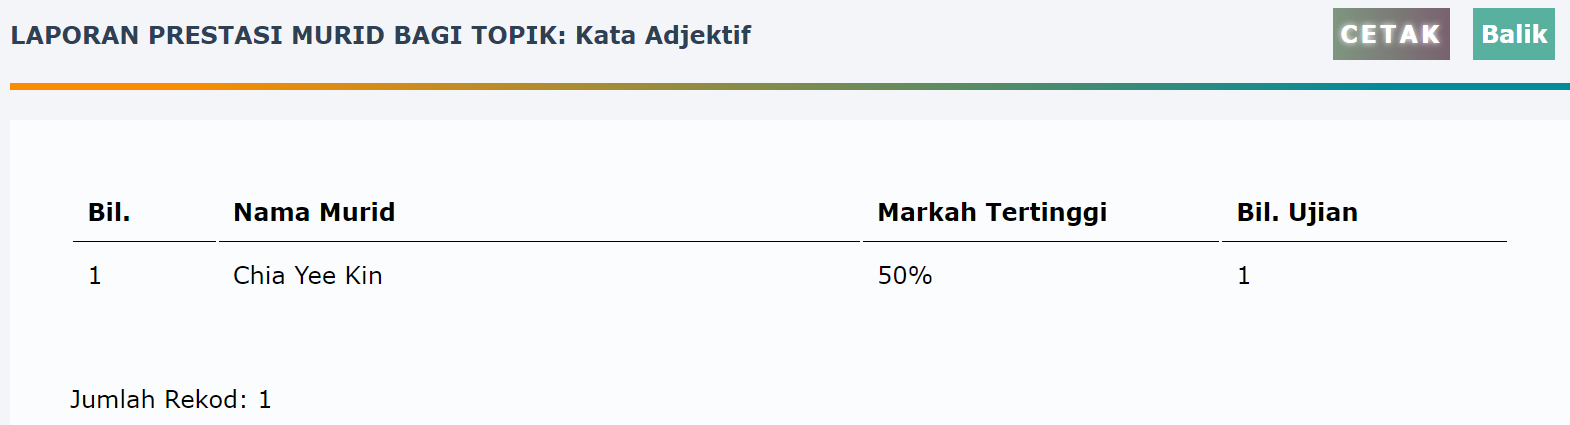 LAPORAN PRESTASI MURID BAGI TOPIK: Kata Adjektif CETAK Balik
Bil. Nama Murid Markah Tertinggi Bil. Ujian
1 Chia Yee Kin 50% 1
Jumlah Rekod: 1